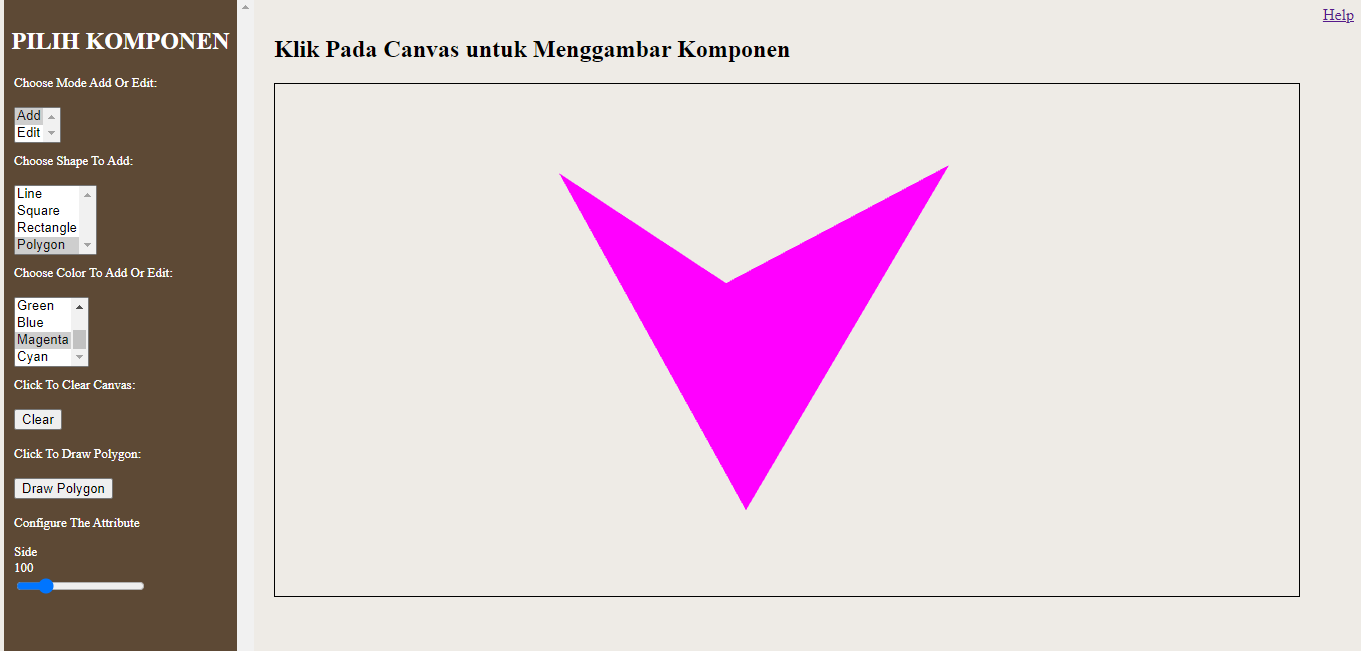 PILIH KOMPONEN
Choose Mode Add Or Edit:
Add
Edit
Choose Shape To Add:
Line
Square
Rectangle
Polygon
Choose Color To Add Or Edit:
Green
Blue
Magenta
Cyan
Click To Clear Canvas:
Clear
Click To Draw Polygon:
Draw Polygon
Configure The Attribute
Side
100
Help
Klik Pada Canvas untuk Menggambar Komponen